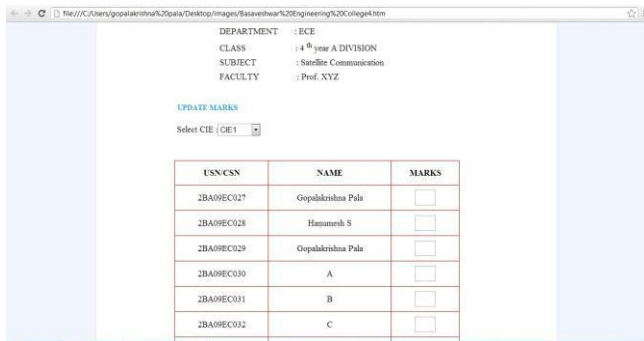 file:///C:/Users/gopalakrishna%20pala/Desktop/images/Basaveshwar%20Engineering%20College4.htm
DEPARTMENT : ECE
CLASS : 4 th year A DIVISION
SUBJECT : Satellite Communication
FACULTY : Prof. XYZ
UPDATE MARKS
Select CIE : CIE1
USN/CSN NAME MARKS
2BA09EC027 Gopalakrishna Pala
2BA09EC028 Hanumesh S
2BA09EC029 Gopalakrishna Pala
2BA09EC030 A
2BA09EC031 B
2BA09EC032 C